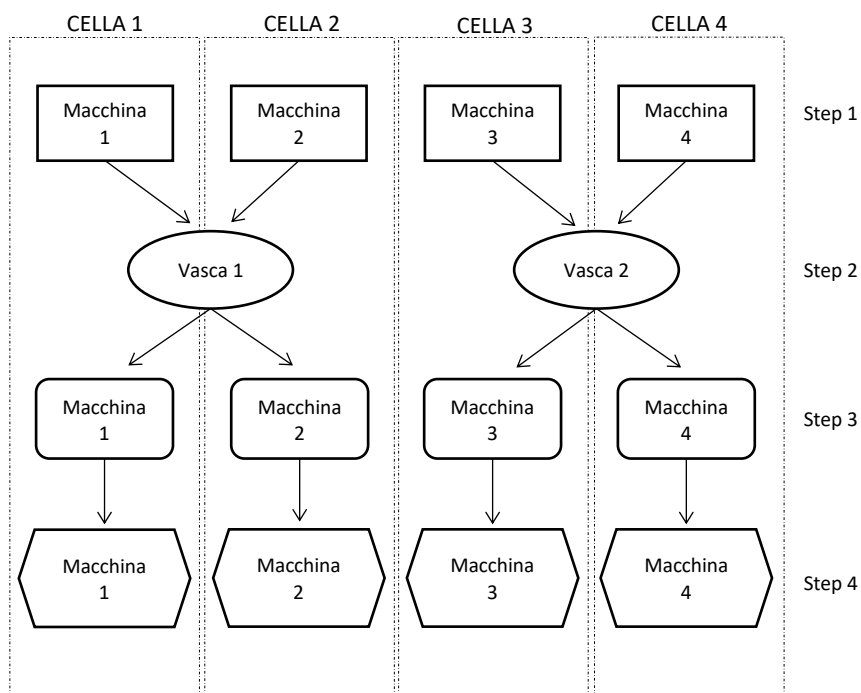 CELLA 1
CELLA 2
CELLA 3
CELLA 4
Macchina
1
Macchina
2
Macchina
3
Macchina
4
Step 1
Vasca 1
Vasca 2
Step 2
Macchina
1
Macchina
2
Macchina
3
Macchina
4
Step 3
Macchina
1
Macchina
2
Macchina
3
Macchina
4
Step 4